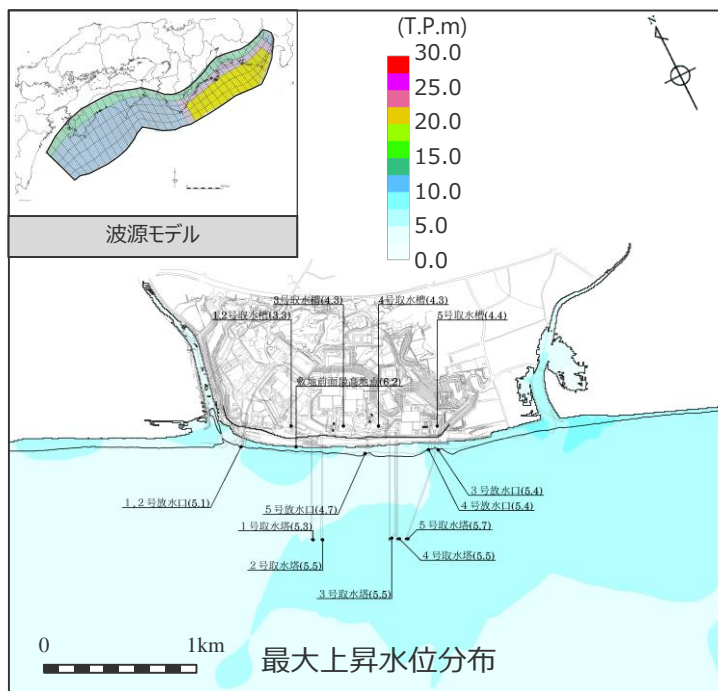 (T.P.m)
30.0
25.0
20.0
15.0
10.0
5.0
0.0
N
波源モデル
3号取水槽(4.3)
4号取水槽(4.3)
1,2号取水槽(3.3)
5号取水槽(4.4)
敷地前面最高地点(6.2)
1,2号放水口(5.1)
5号放水口(4.7)
3号放水口(5.4)
4号放水口(5.4)
1号取水塔(5.3)
2号取水塔(5.5)
5号取水塔(5.7)
4号取水塔(5.5)
3号取水塔(5.5)
0 1km
最大上昇水位分布